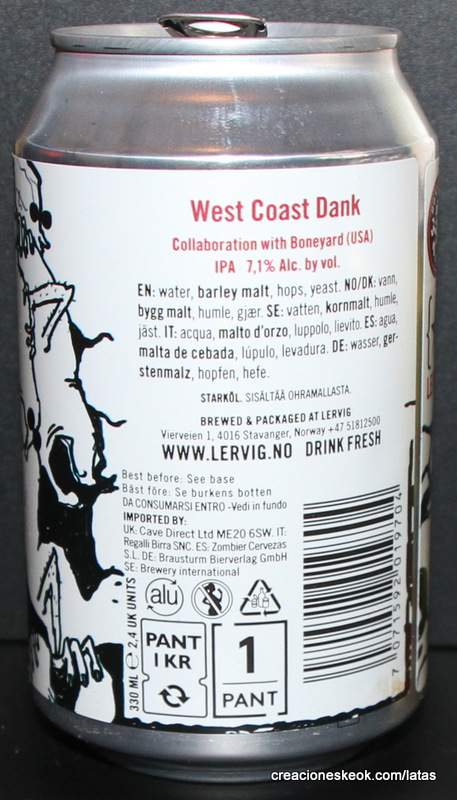 West Coast Dank
Collaboration with Boneyard (USA)
IPA 7,1% Alc. by vol.
EN: water, barley malt, hops, yeast. NO/DK: vann,
bygg malt, humle, gjær. SE: vatten, kornmalt, humle,
jäst. IT: acqua, malto d'orzo, luppolo, lievito. ES: agua,
malta de cebada, lúpulo, levadura. DE: wasser, ger-
stenmalz, hopfen, hefe.
STARKÖL. SISÄLTÄÄ OHRAMALLASTA.
BREWED & PACKAGED AT LERVIG
Vierveien 1, 4016 Stavanger, Norway +47 51812500
WWW.LERVIG.NO DRINK FRESH
Best before: See base
Bäst före: Se burkens botten
DA CONSUMARSI ENTRO -Vedi in fundo
IMPORTED BY:
UK: Cave Direct Ltd ME20 6SW. IT:
Regalli Birra SNC. ES: Zombier Cervezas
S.L. DE: Brausturm Bierverlag GmbH
SE: Brewery international
330 ML ℮ 2,4 UK UNITS
alu
PANT
1 KR
1
PANT
7 071592 019704
creacioneskeok.com/latas